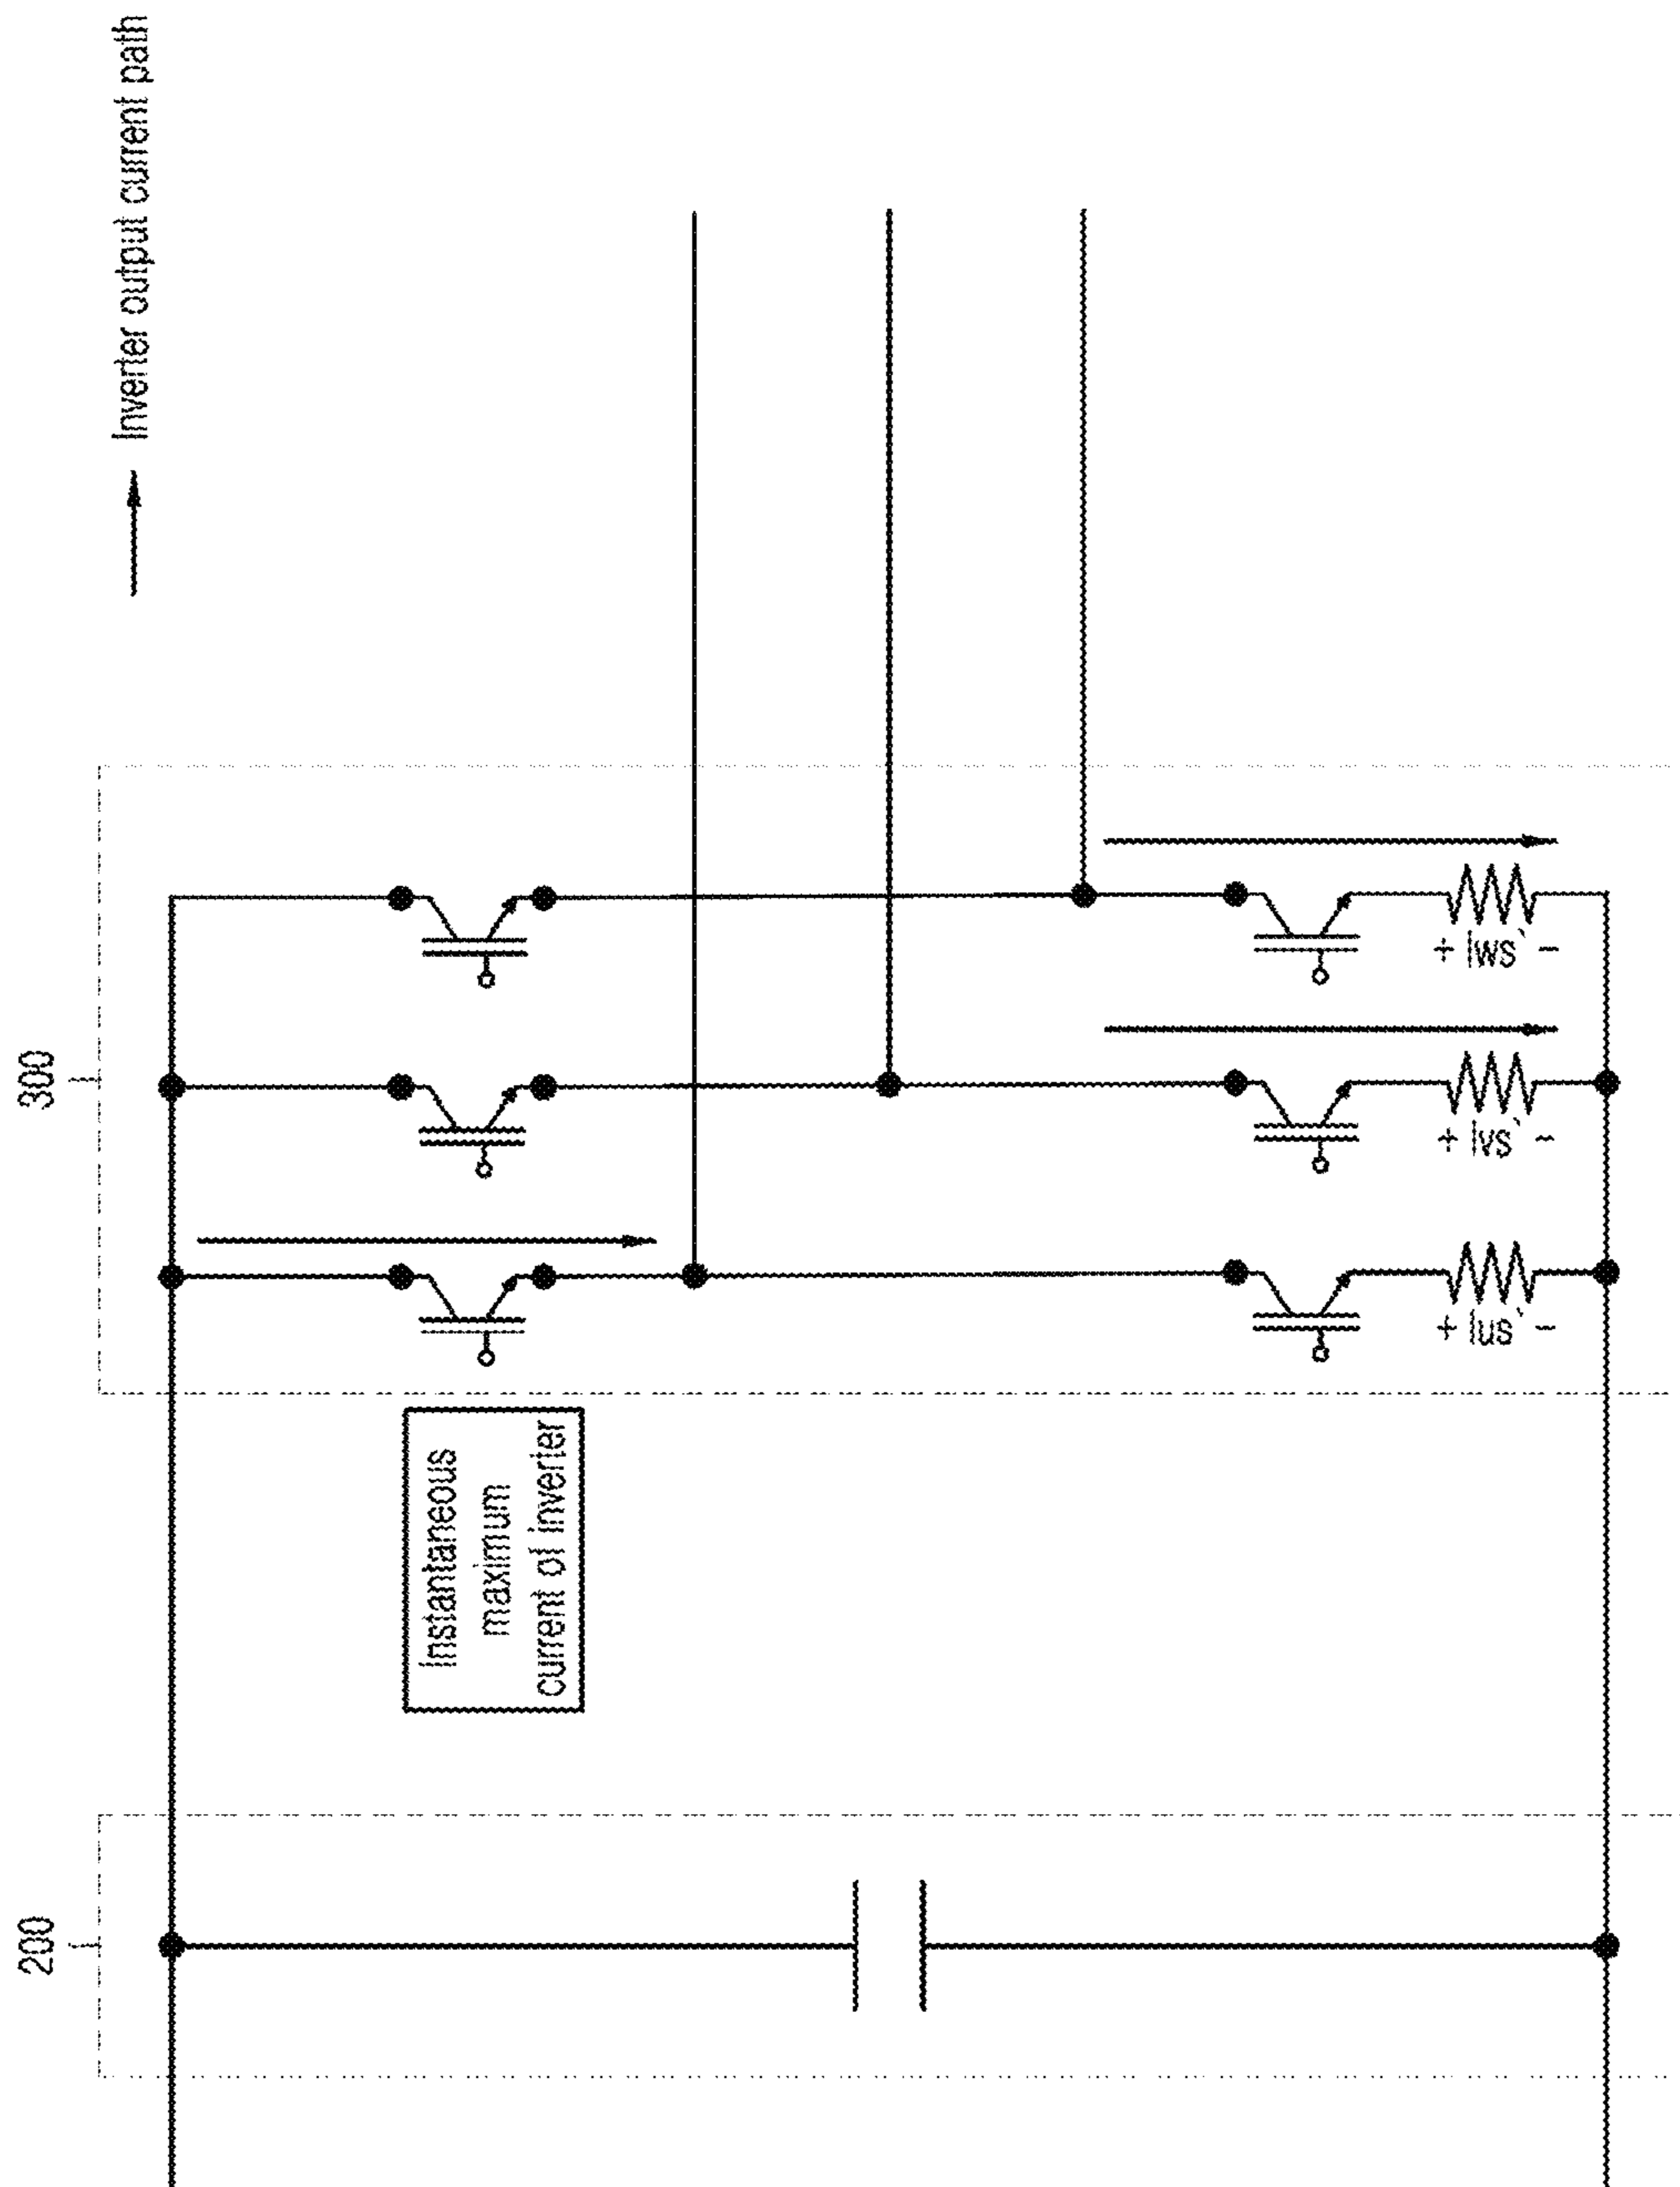 Inverter output current path
200
300
Instantaneous
maximum
current of inverter
+ Ius` -
+ Ivs` -
+ Iws` -